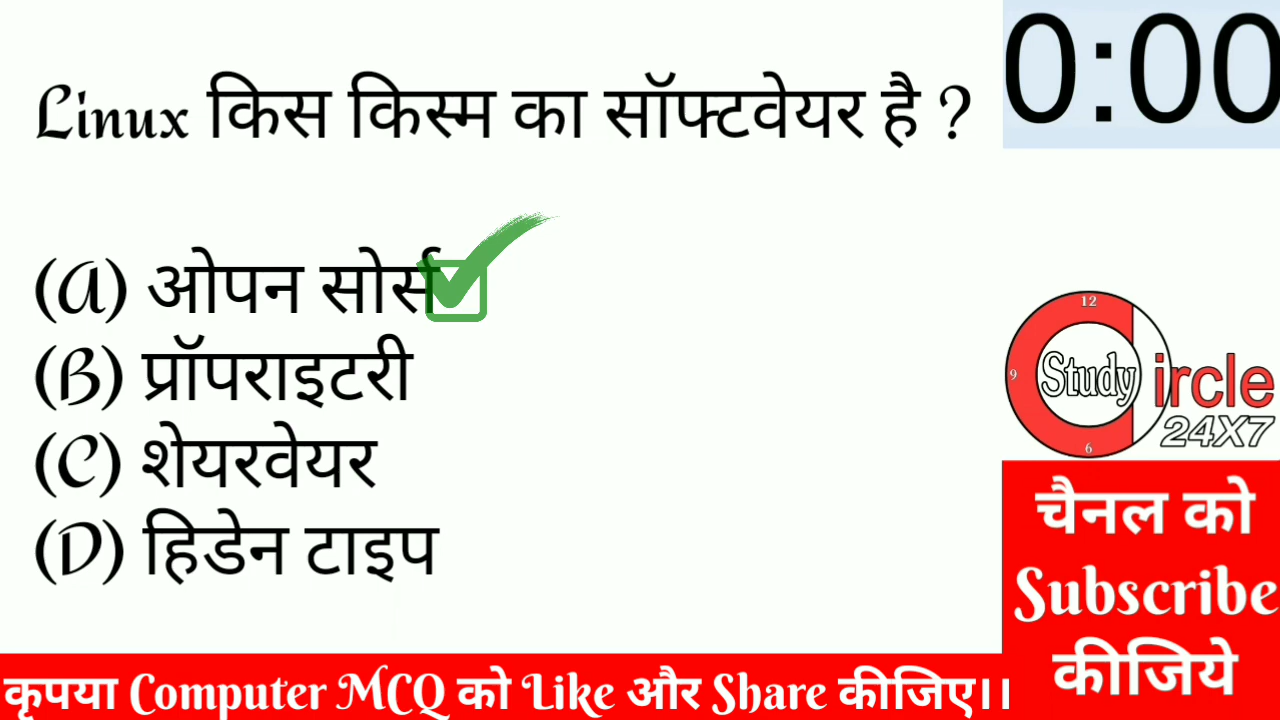 Linux किस किस्म का सॉफ्टवेयर है ?
0:00
(A) ओपन सोर्स
(B) प्रॉपराइटरी
(C) शेयरवेयर
(D) हिडेन टाइप
12
9
6
Study Circle
24X7
चैनल को
Subscribe
कीजिये
कृपया Computer MCQ को Like और Share कीजिए।।